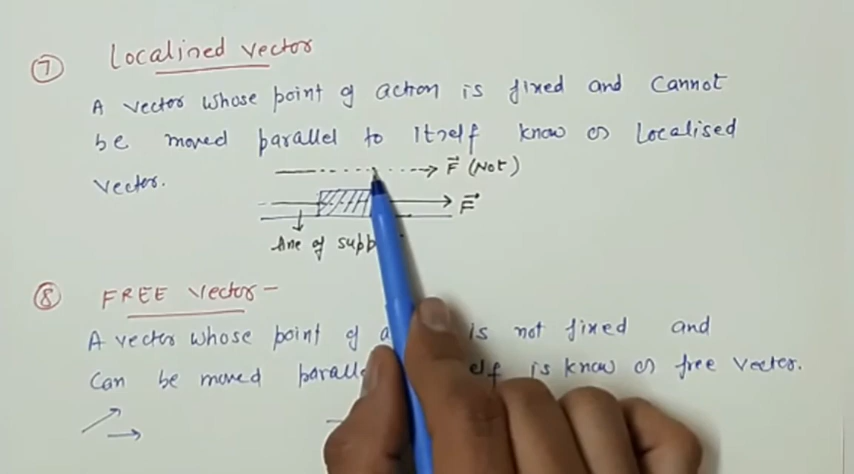 7 Localized vector
A vector whose point of action is fixed and cannot
be moved parallel to itself know as localised
vector.
F (Not)
F
line of supp
8 FREE Vector -
A vector whose point of a is not fixed and
can be moved paralle elf is know as free vector.